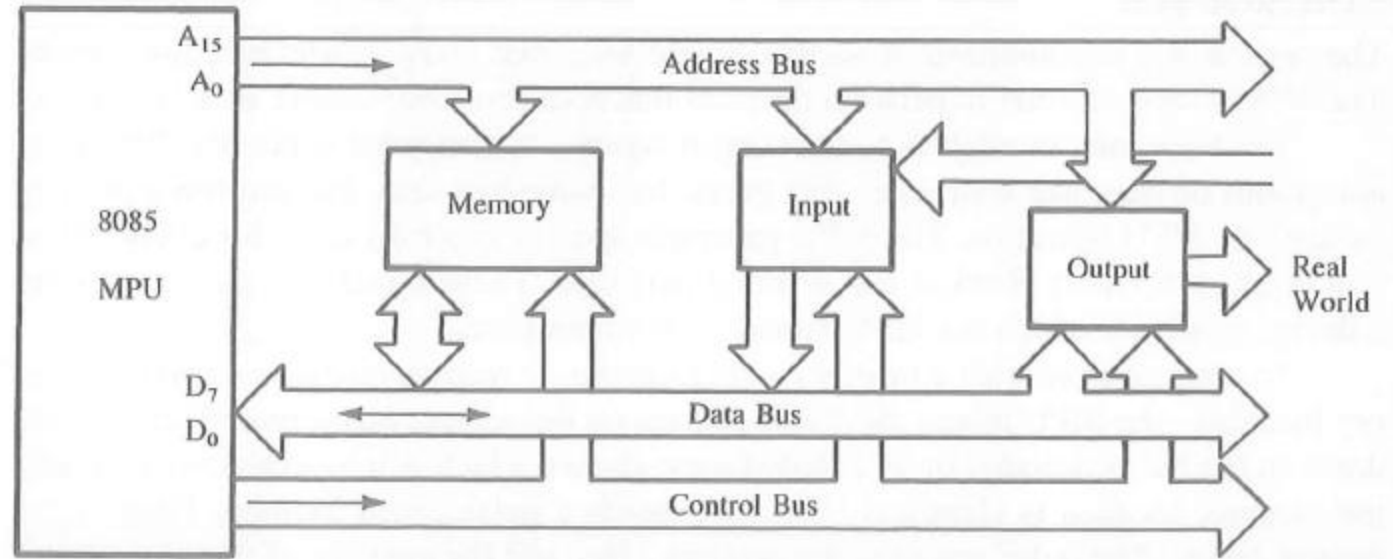 A15
A0
Address Bus
8085
MPU
Memory
Input
Output
Real
World
D7
D0
Data Bus
Control Bus